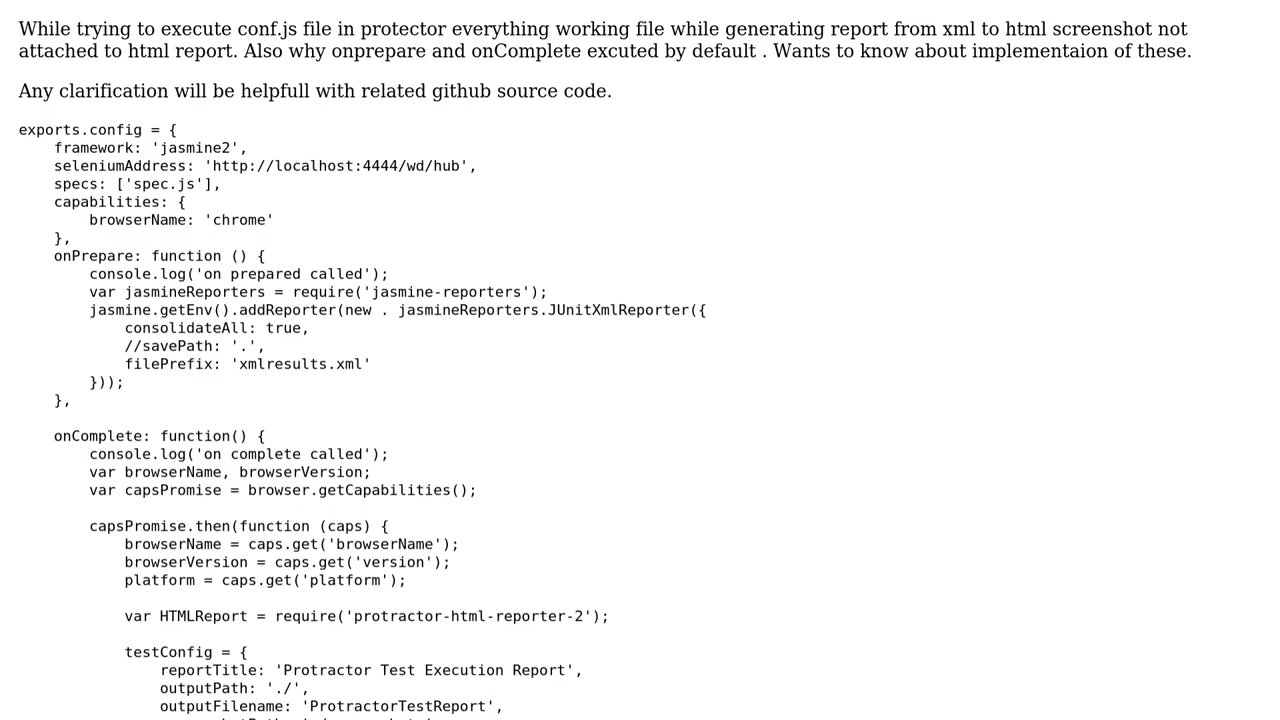 While trying to execute conf.js file in protector everything working file while generating report from xml to html screenshot not
attached to html report. Also why onprepare and onComplete excuted by default . Wants to know about implementaion of these.
Any clarification will be helpfull with related github source code.
exports.config = {
    framework: 'jasmine2',
    seleniumAddress: 'http://localhost:4444/wd/hub',
    specs: ['spec.js'],
    capabilities: {
        browserName: 'chrome'
    },
    onPrepare: function () {
        console.log('on prepared called');
        var jasmineReporters = require('jasmine-reporters');
        jasmine.getEnv().addReporter(new . jasmineReporters.JUnitXmlReporter({
            consolidateAll: true,
            //savePath: '.',
            filePrefix: 'xmlresults.xml'
        }));
    },
    onComplete: function() {
        console.log('on complete called');
        var browserName, browserVersion;
        var capsPromise = browser.getCapabilities();
        capsPromise.then(function (caps) {
            browserName = caps.get('browserName');
            browserVersion = caps.get('version');
            platform = caps.get('platform');
            var HTMLReport = require('protractor-html-reporter-2');
            testConfig = {
                reportTitle: 'Protractor Test Execution Report',
                outputPath: './',
                outputFilename: 'ProtractorTestReport',